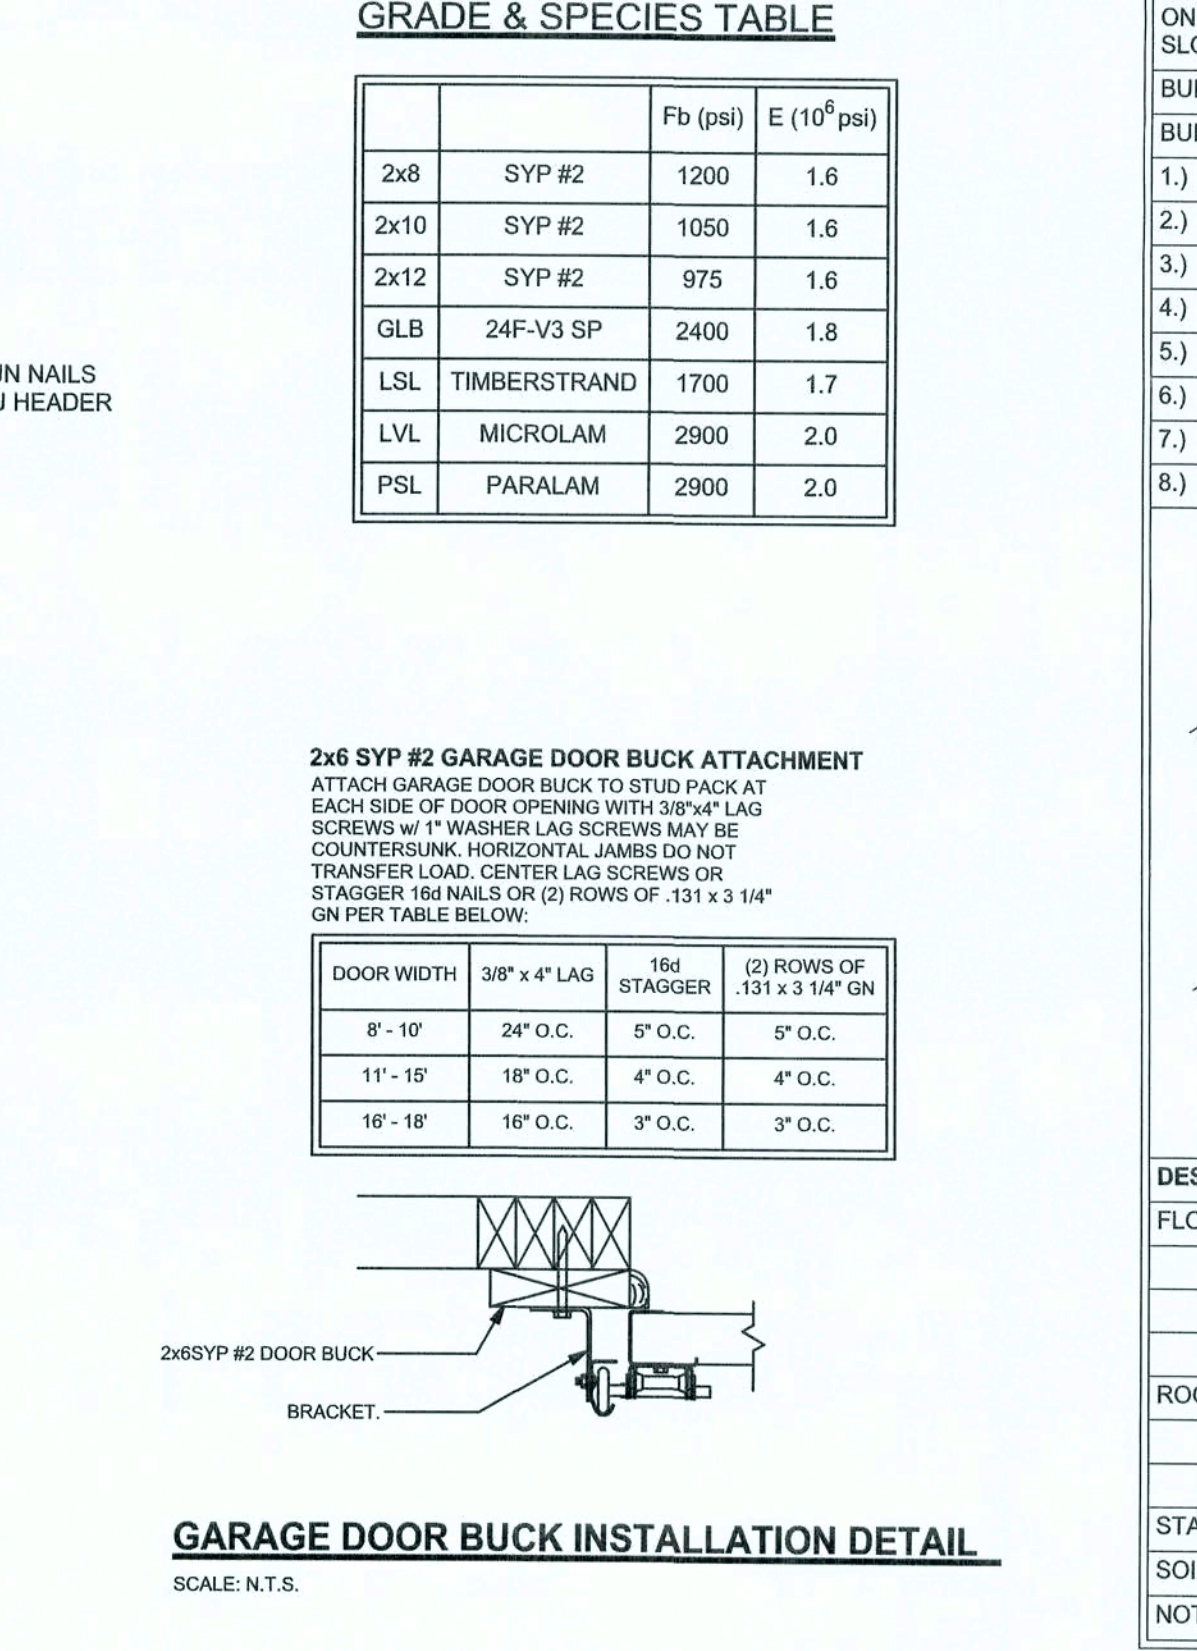 GRADE & SPECIES TABLE
Fb (psi) E (10⁶ psi)
2x8 SYP #2 1200 1.6
2x10 SYP #2 1050 1.6
2x12 SYP #2 975 1.6
GLB 24F-V3 SP 2400 1.8
LSL TIMBERSTRAND 1700 1.7
LVL MICROLAM 2900 2.0
PSL PARALAM 2900 2.0
NAILS
HEADER
2x6 SYP #2 GARAGE DOOR BUCK ATTACHMENT
ATTACH GARAGE DOOR BUCK TO STUD PACK AT
EACH SIDE OF DOOR OPENING WITH 3/8"x4" LAG
SCREWS w/ 1" WASHER LAG SCREWS MAY BE
COUNTERSUNK. HORIZONTAL JAMBS DO NOT
TRANSFER LOAD. CENTER LAG SCREWS OR
STAGGER 16d NAILS OR (2) ROWS OF .131 x 3 1/4"
GN PER TABLE BELOW:
DOOR WIDTH 3/8" x 4" LAG 16d STAGGER (2) ROWS OF .131 x 3 1/4" GN
8' - 10' 24" O.C. 5" O.C. 5" O.C.
11' - 15' 18" O.C. 4" O.C. 4" O.C.
16' - 18' 16" O.C. 3" O.C. 3" O.C.
2x6SYP #2 DOOR BUCK
BRACKET.
GARAGE DOOR BUCK INSTALLATION DETAIL
SCALE: N.T.S.
ON
1.)
2.)
3.)
4.)
5.)
6.)
7.)
8.)